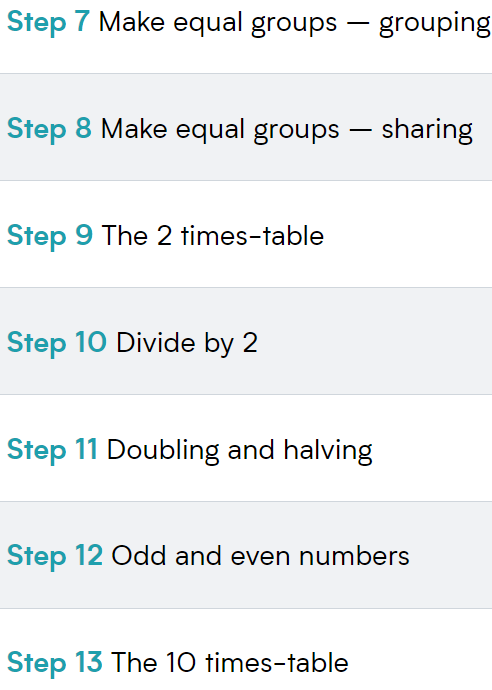 Step 7 Make equal groups – grouping
Step 8 Make equal groups – sharing
Step 9 The 2 times-table
Step 10 Divide by 2
Step 11 Doubling and halving
Step 12 Odd and even numbers
Step 13 The 10 times-table